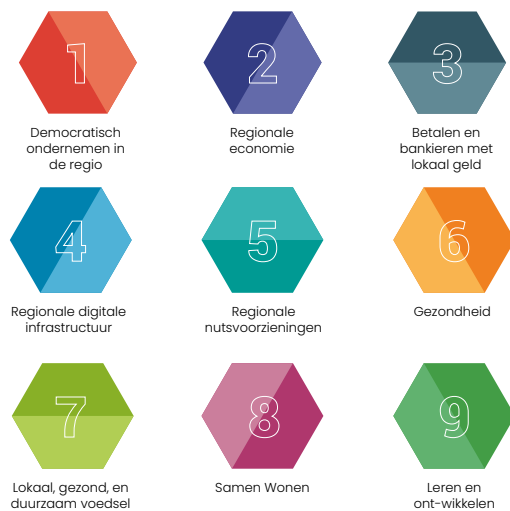 1
Democratisch
ondernemen in
de regio
2
Regionale
economie
3
Betalen en
bankieren met
lokaal geld
4
Regionale digitale
infrastructuur
5
Regionale
nutsvoorzieningen
6
Gezondheid
7
Lokaal, gezond, en
duurzaam voedsel
8
Samen Wonen
9
Leren en
ont-wikkelen